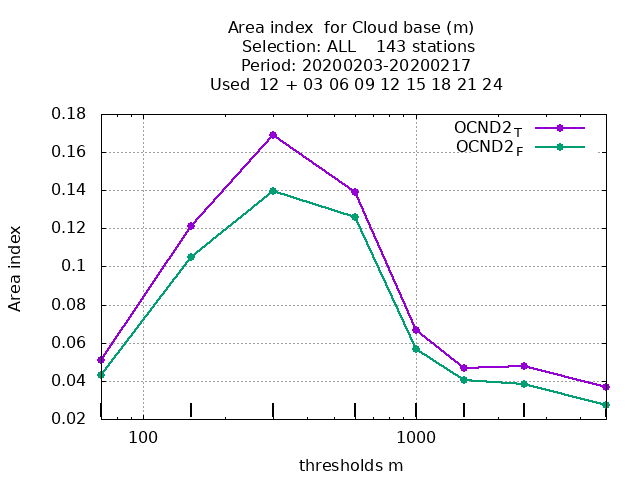 Area index  for Cloud base (m)
Selection: ALL    143 stations
Period: 20200203-20200217
Used  12 + 03 06 09 12 15 18 21 24
OCND2T
OCND2F
0.18
0.16
0.14
0.12
0.1
0.08
0.06
0.04
0.02
Area index
100
1000
thresholds m